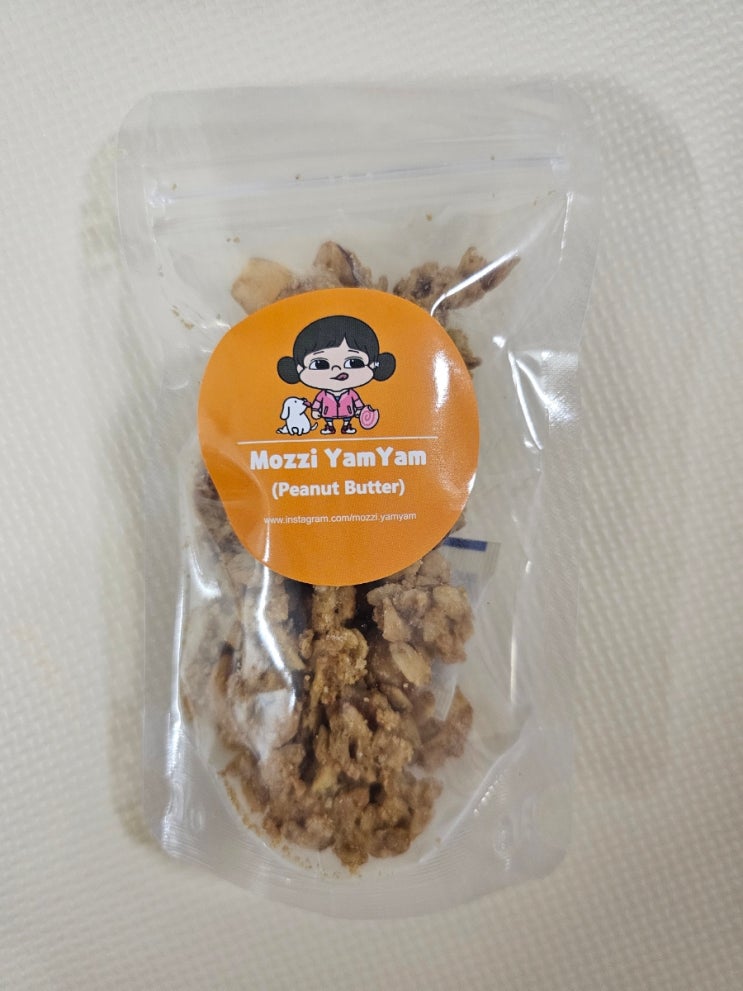 Mozzi YamYam
(Peanut Butter)
www.instagram.com/mozzi.yamyam